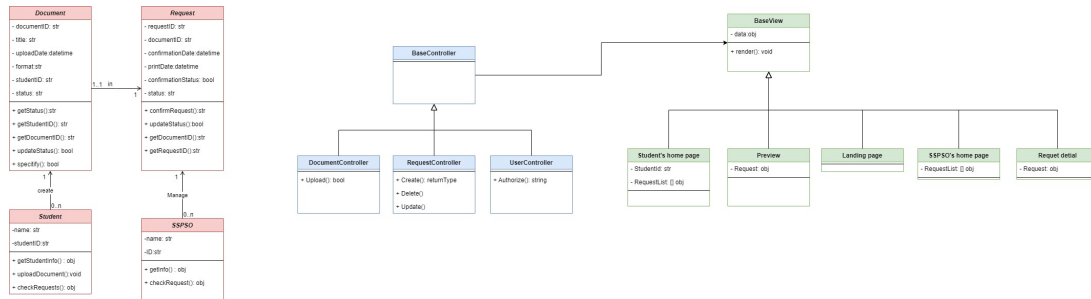 Document
- documentID: str
- title: str
- uploadDate:datetime
- format:str
- studentID: str
- status: str
+ getStatus():str
+ getStudentID(): str
+ getDocumentID(): str
+ updateStatus(): bool
+ specitify(): bool
1..1 in
1
Request
- requestID: str
- documentID: str
- confirmationDate:datetime
- printDate:datetime
- confirmationStatus: bool
- status: str
+ confirmRequest():str
+ updateStatus():bool
+ getDocumentID():str
+ getRequestID():str
1
create
0..n
1
Manage
0..n
Student
-name: str
-studentID:str
+ getStudentInfo() : obj
+ uploadDocument():void
+ checkRequests(): obj
SSPSO
-name: str
-ID:str
+ getInfo() : obj
+ checkRequest(): obj
BaseController
DocumentController
+ Upload(): bool
RequestController
+ Create(): returnType
+ Delete()
+ Update()
UserController
+ Authorize(): string
BaseView
- data:obj
+ render(): void
Student's home page
- StudentId: str
- RequestList: [] obj
Preview
- Request: obj
Landing page
SSPSO's home page
- RequestList: [] obj
Requet detial
- Request: obj